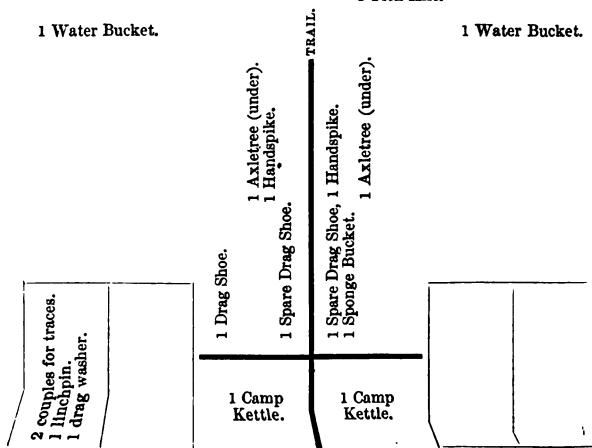 1 Water Bucket.
TRAIL.
1 Water Bucket.
1 Axletree (under).
1 Handspike.
1 Spare Drag Shoe, 1 Handspike.
1 Sponge Bucket.
1 Axletree (under).
1 Drag Shoe.
1 Spare Drag Shoe.
2 couples for traces.
1 linchpin.
1 drag washer.
1 Camp
Kettle.
1 Camp
Kettle.